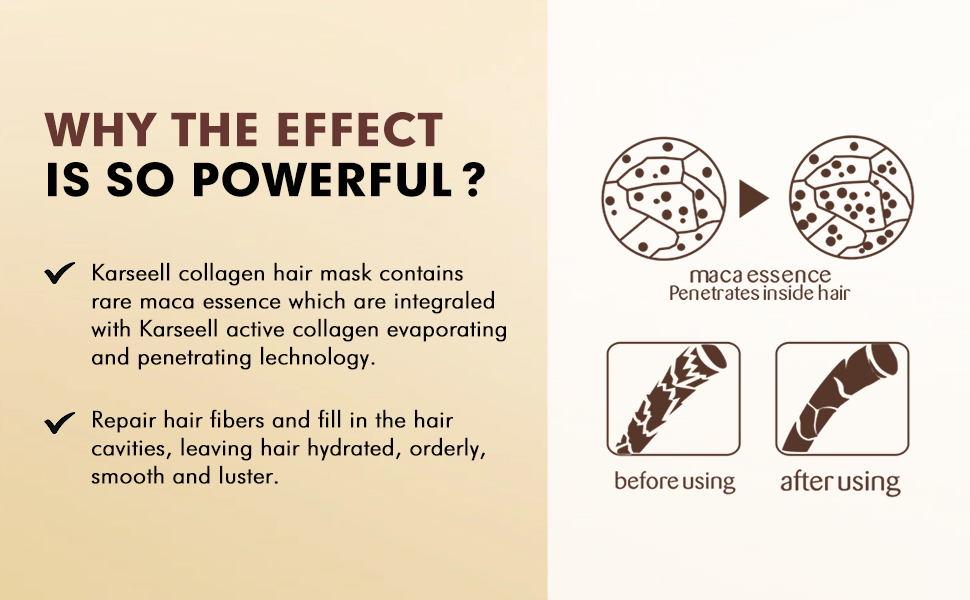 WHY THE EFFECT
IS SO POWERFUL?
Karseell collagen hair mask contains
rare maca essence which are integraled
with Karseell active collagen evaporating
and penetrating lechnology.
Repair hair fibers and fill in the hair
cavities, leaving hair hydrated, orderly,
smooth and luster.
maca essence
Penetrates inside hair
before using
after using